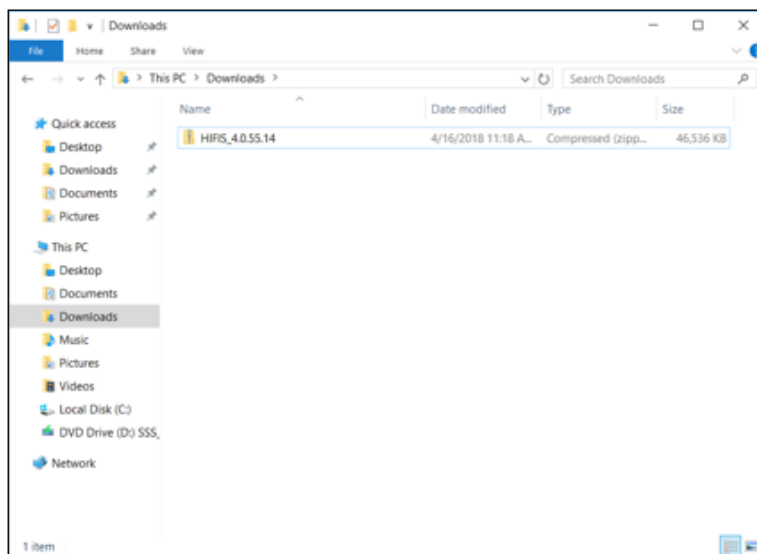 Downloads
File Home Share View
This PC Downloads Search Downloads
Name Date modified Type Size
HIFIS_4.0.55.14 4/16/2018 11:18 A... Compressed (zipp... 46,536 KB
Quick access
Desktop
Downloads
Documents
Pictures
This PC
Desktop
Documents
Downloads
Music
Pictures
Videos
Local Disk (C:)
DVD Drive (D:) SSS_
Network
1 item